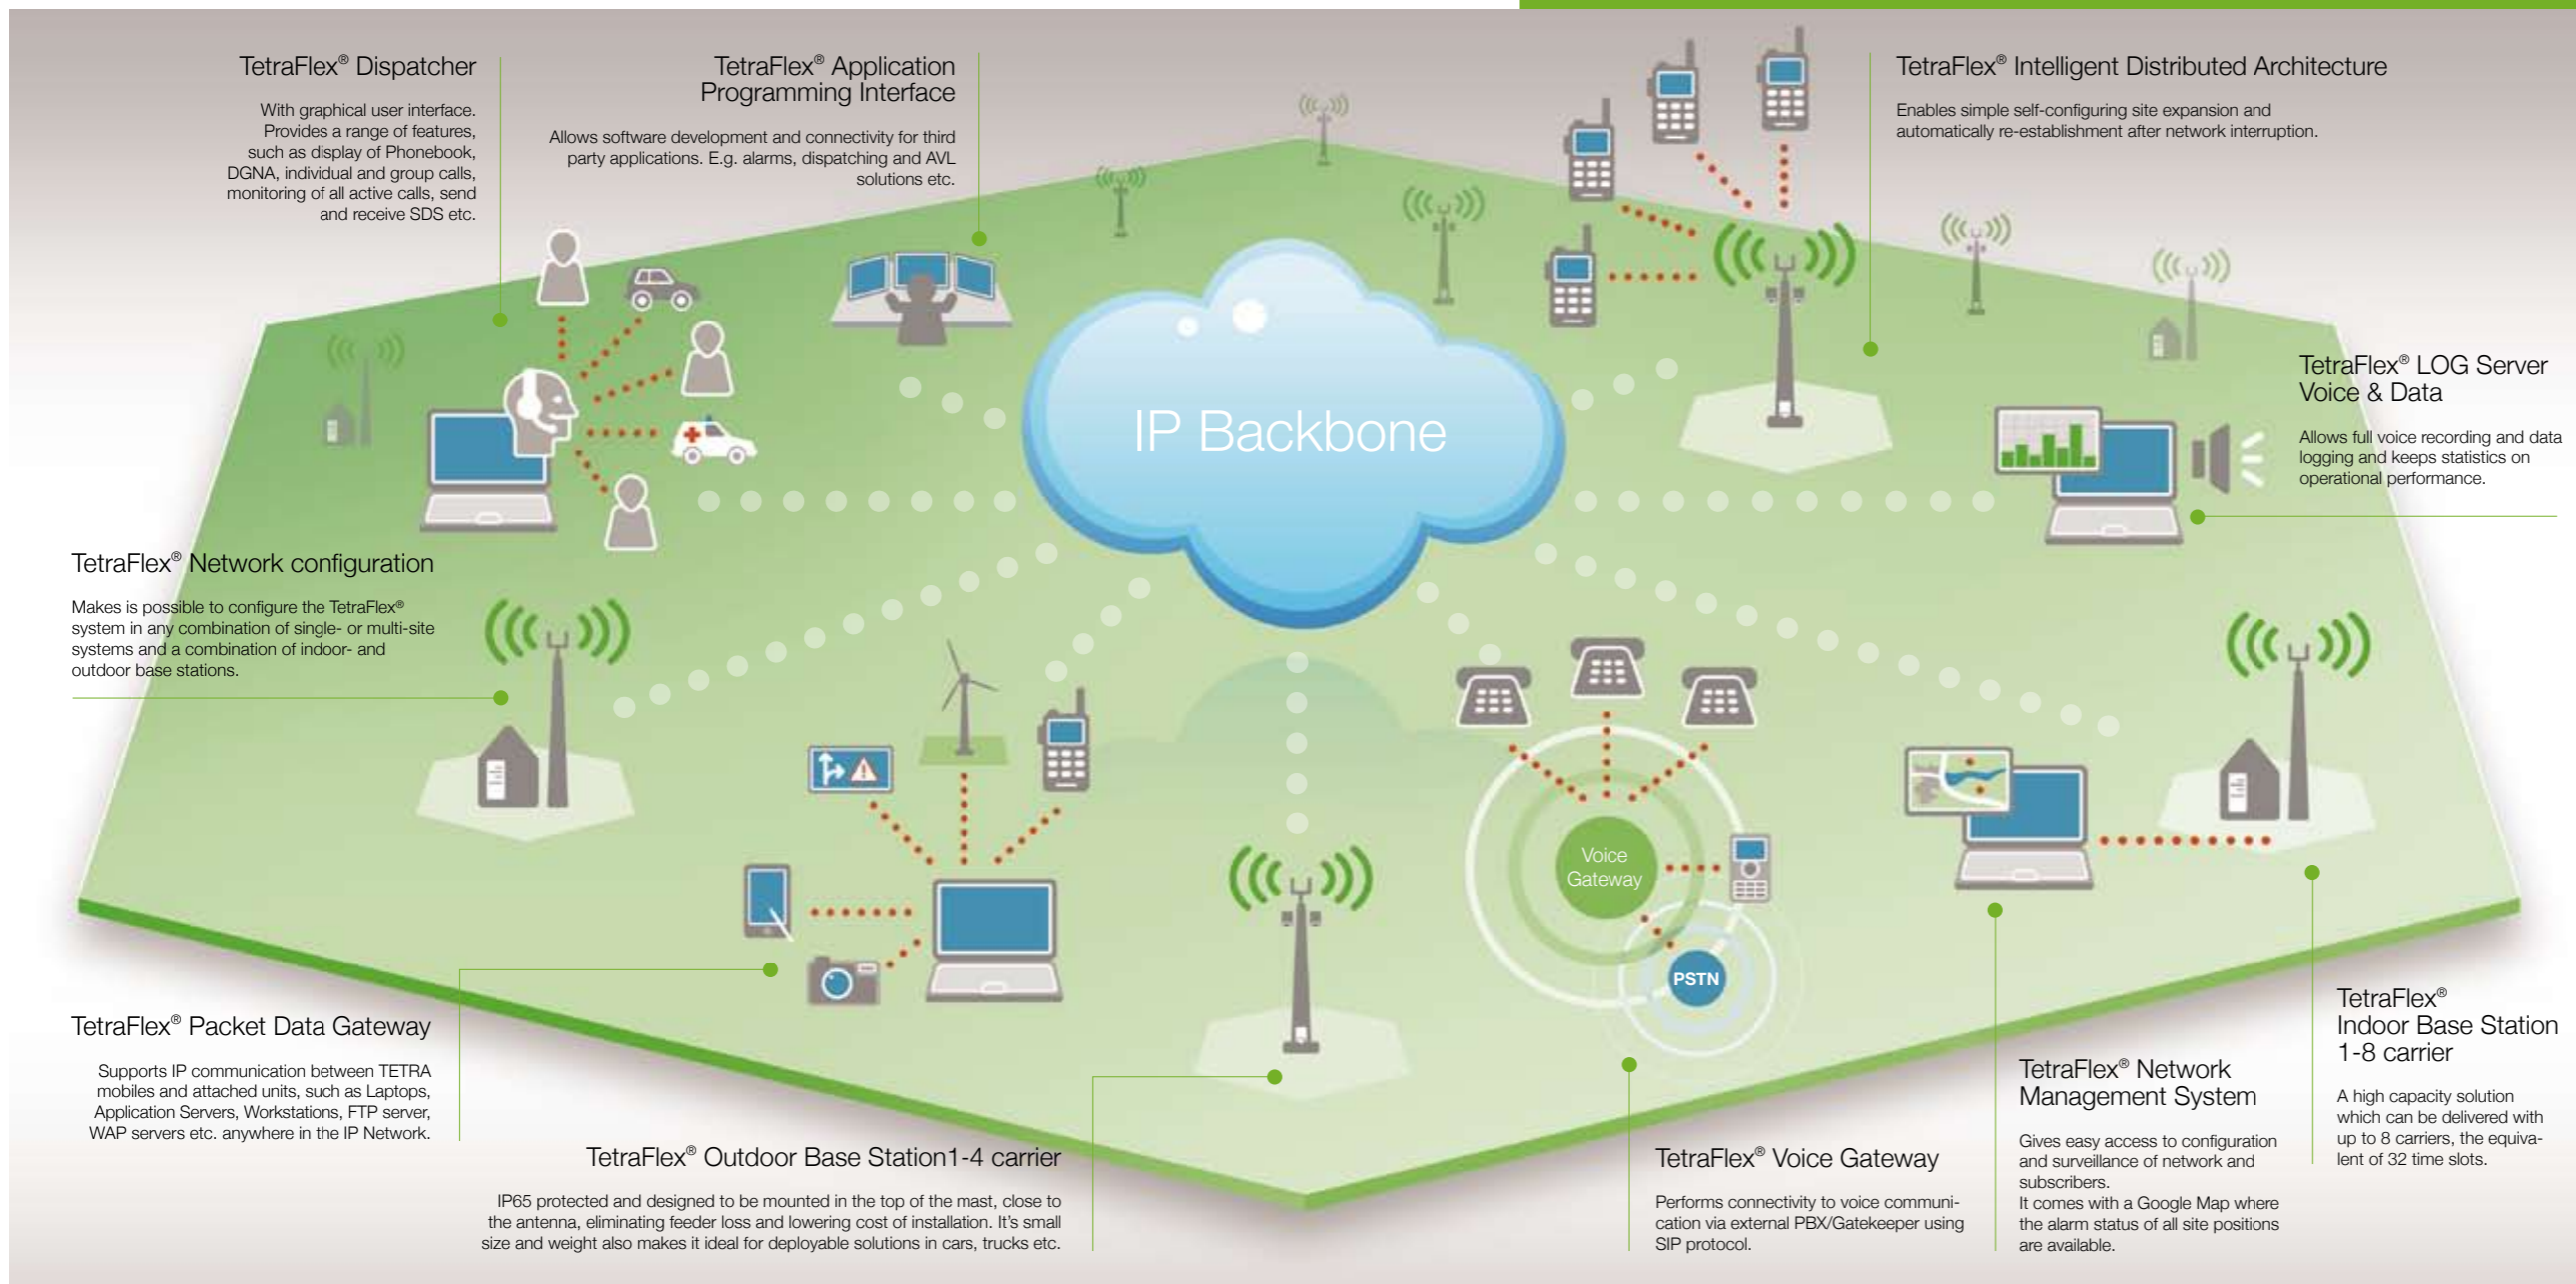 TetraFlex® Dispatcher
With graphical user interface.
Provides a range of features,
such as display of Phonebook,
DGNA, individual and group calls,
monitoring of all active calls, send
and receive SDS etc.
TetraFlex® Application
Programming Interface
Allows software development and connectivity for third
party applications. E.g. alarms, dispatching and AVL
solutions etc.
TetraFlex® Intelligent Distributed Architecture
Enables simple self-configuring site expansion and
automatically re-establishment after network interruption.
TetraFlex® LOG Server
Voice & Data
Allows full voice recording and data
logging and keeps statistics on
operational performance.
IP Backbone
TetraFlex® Network configuration
Makes is possible to configure the TetraFlex®
system in any combination of single- or multi-site
systems and a combination of indoor- and
outdoor base stations.
Voice
Gateway
PSTN
TetraFlex® Packet Data Gateway
Supports IP communication between TETRA
mobiles and attached units, such as Laptops,
Application Servers, Workstations, FTP server,
WAP servers etc. anywhere in the IP Network.
TetraFlex® Outdoor Base Station1-4 carrier
IP65 protected and designed to be mounted in the top of the mast, close to
the antenna, eliminating feeder loss and lowering cost of installation. It's small
size and weight also makes it ideal for deployable solutions in cars, trucks etc.
TetraFlex® Voice Gateway
Performs connectivity to voice communi-
cation via external PBX/Gatekeeper using
SIP protocol.
TetraFlex® Network
Management System
Gives easy access to configuration
and surveillance of network and
subscribers.
It comes with a Google Map where
the alarm status of all site positions
are available.
TetraFlex®
Indoor Base Station
1-8 carrier
A high capacity solution
which can be delivered with
up to 8 carriers, the equiva-
lent of 32 time slots.